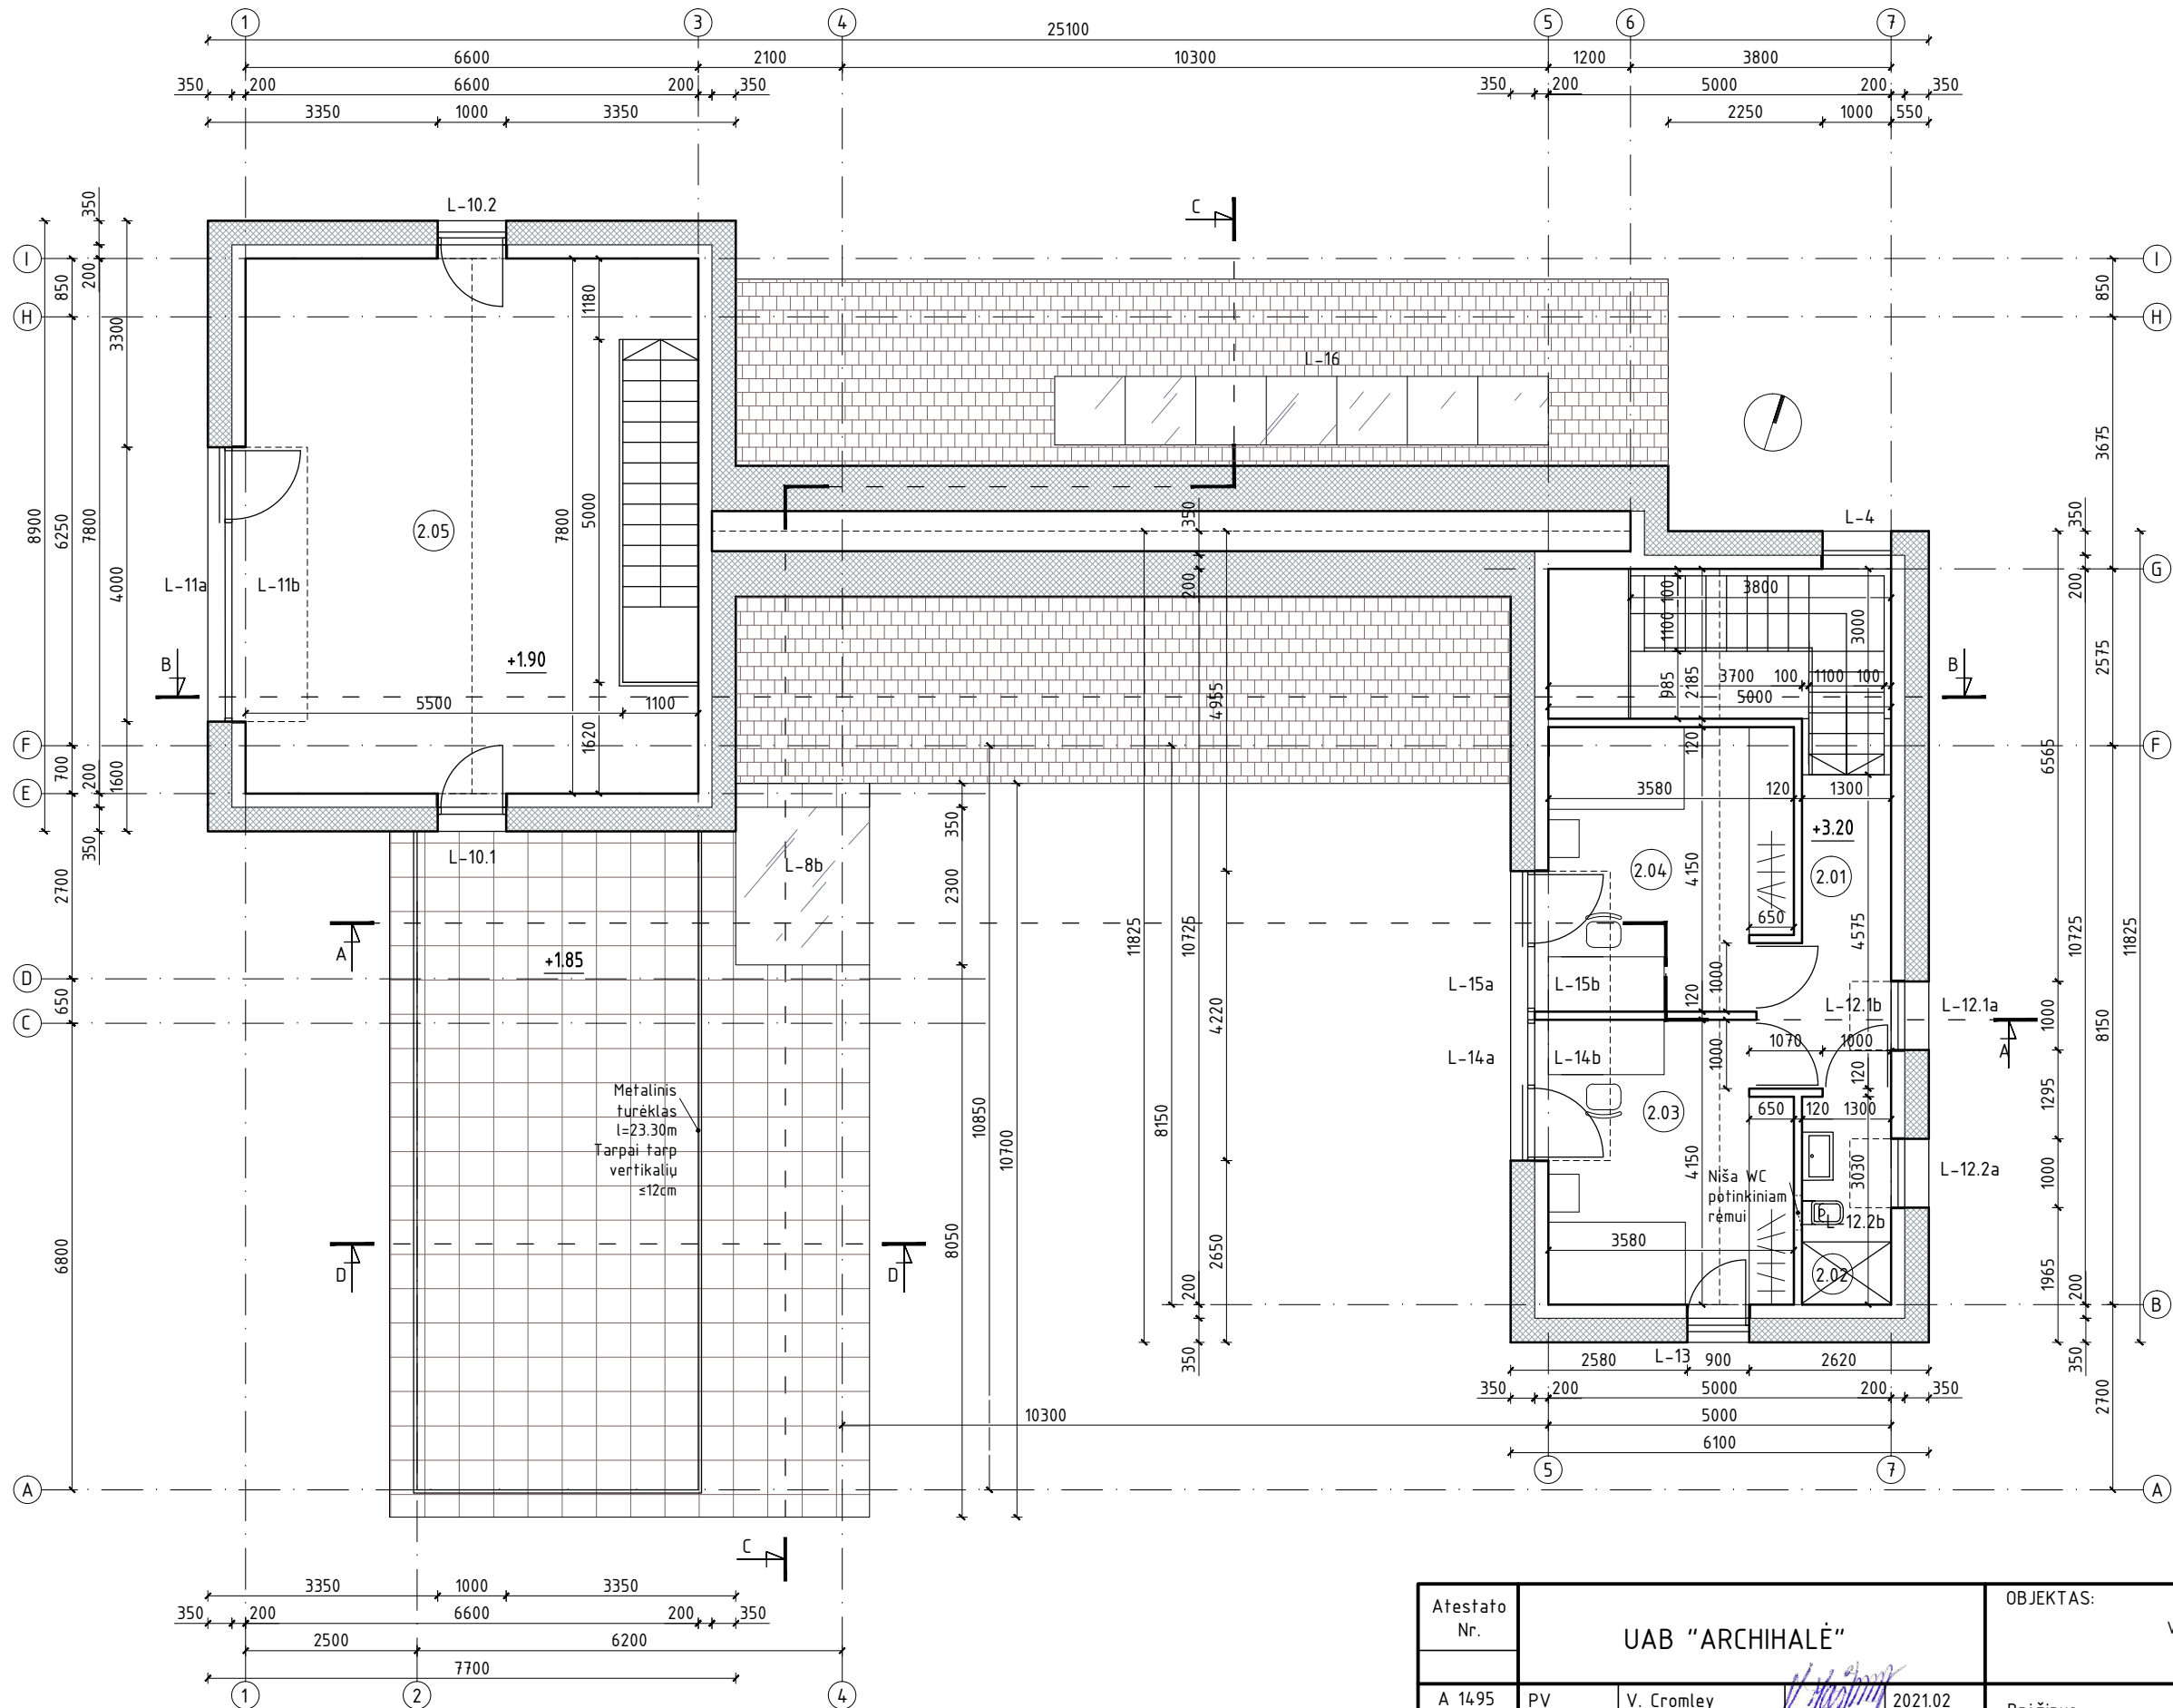 1 3 4 5 6 7
25100
6600 2100 10300 1200 3800
350 200 6600 200 350 350 200 5000 200 350
3350 1000 3350 2250 1000 550
L-10.2
C
L-4
L-16
I
H
G
F
E
D
C
B
A
I
H
G
F
B
A
350
850
200
3300
8900
6250
7800
4000
700
200
1600
350
2700
650
6800
1180
7800
5000
1620
2.05
L-11a L-11b
+1.90
B
5500 1100
L-10.1
L-8b
A
+1.85
Metalinis
turėklas
l=23.30m
Tarpai tarp
vertikalių
≤12cm
D D
350
2300
10850
10700
8050
350
200
4955
11825
10725
4220
8150
2650
200
350
3800
1100 100
3000
985 2185
3700 100 1100 100
5000
B
120
3580 120 1300
+3.20
2.04
2.01
4150
650
4575
1000
120
L-15a L-15b
L-12.1b L-12.1a
A
L-14a L-14b
1070 1000
1000
120
2.03
650 120 1300
4150
Niša WC
potinkiniam
rėmui
3030
L-12.2a
L-12.2b
3580
2.02
L-13
2580 900 2620
350 200 5000 200 350
10300 5000
6100
5 7
850
3675
350
200
2575
6565
10725
11825
1000
8150
1295
1000
1965
200
350
2700
C
3350 1000 3350
350 200 6600 200 350
2500 6200
7700
1 2 4
Atestato
Nr.
UAB "ARCHIHALĖ"
OBJEKTAS:
V
A 1495 PV V. Cromley 2021.02